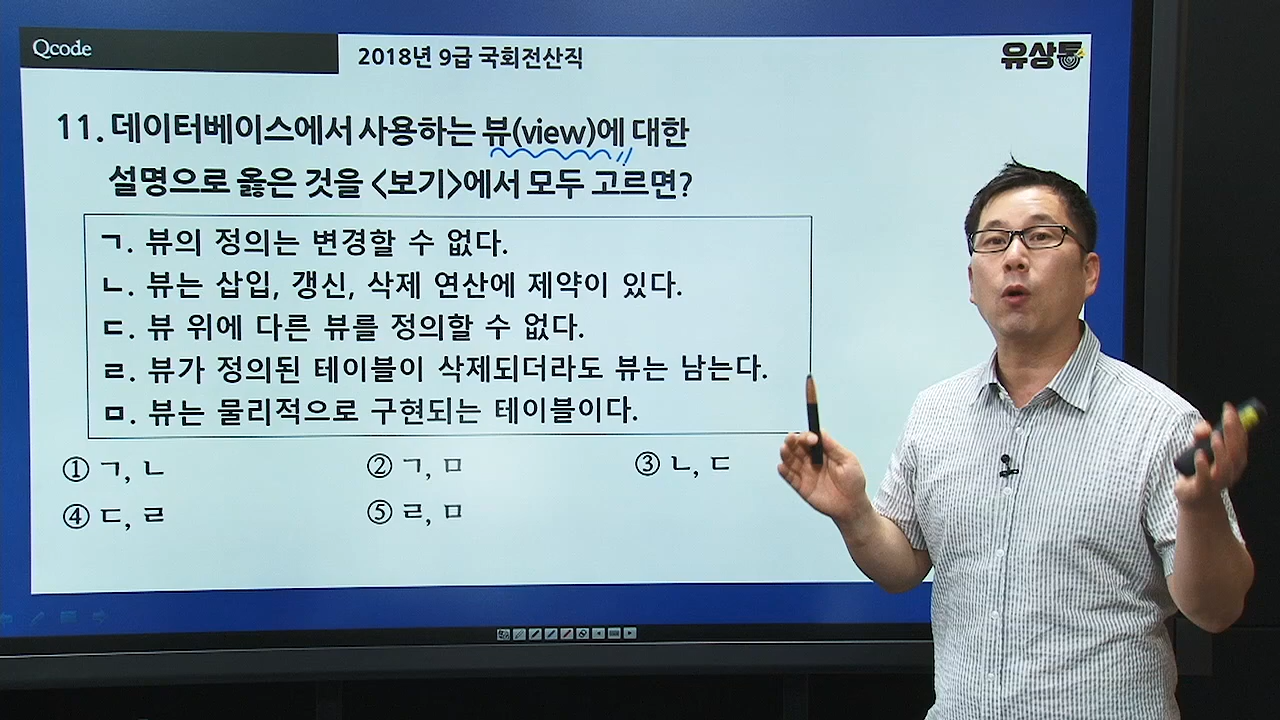 Qcode
2018년 9급 국회전산직
유상통
11. 데이터베이스에서 사용하는 뷰(view)에 대한
설명으로 옳은 것을 <보기>에서 모두 고르면?
ㄱ. 뷰의 정의는 변경할 수 없다.
ㄴ. 뷰는 삽입, 갱신, 삭제 연산에 제약이 있다.
ㄷ. 뷰 위에 다른 뷰를 정의할 수 없다.
ㄹ. 뷰가 정의된 테이블이 삭제되더라도 뷰는 남는다.
ㅁ. 뷰는 물리적으로 구현되는 테이블이다.
① ㄱ, ㄴ ② ㄱ, ㅁ ③ ㄴ, ㄷ
④ ㄷ, ㄹ ⑤ ㄹ, ㅁ